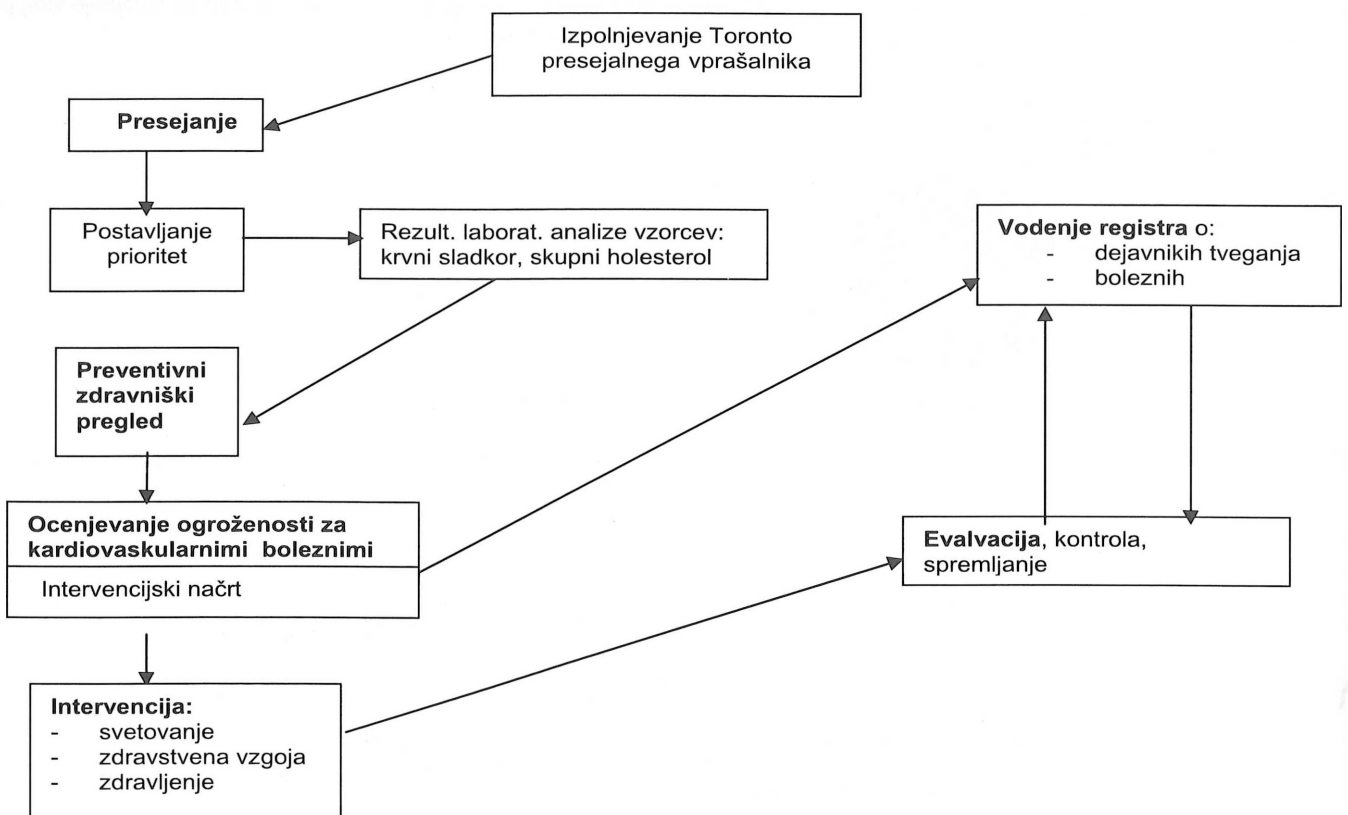 Izpolnjevanje Toronto
presejalnega vprašalnika
Presejanje
Postavljanje
prioritet
Rezult. laborat. analize vzorcev:
krvni sladkor, skupni holesterol
Vodenje registra o:
- dejavnikih tveganja
- boleznih
Preventivni
zdravniški
pregled
Ocenjevanje ogroženosti za
kardiovaskularnimi boleznimi
Intervencijski načrt
Evalvacija, kontrola,
spremljanje
Intervencija:
- svetovanje
- zdravstvena vzgoja
- zdravljenje